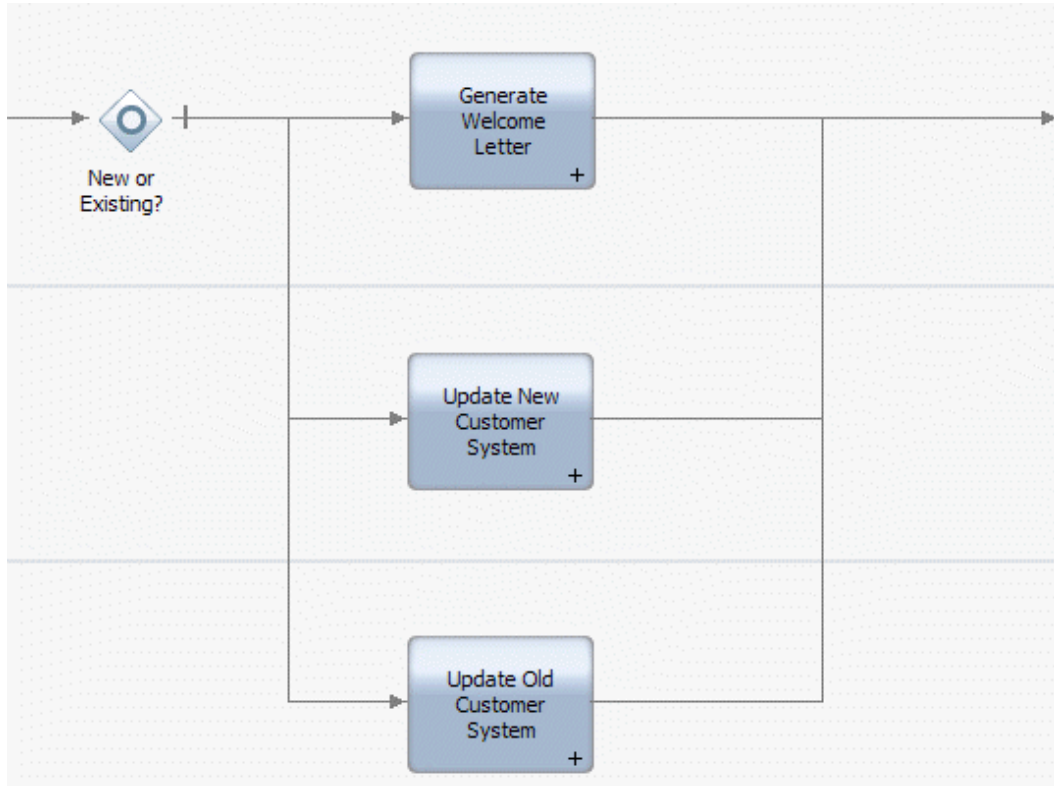 Generate
Welcome
Letter
+
New or
Existing?
Update New
Customer
System
+
Update Old
Customer
System
+